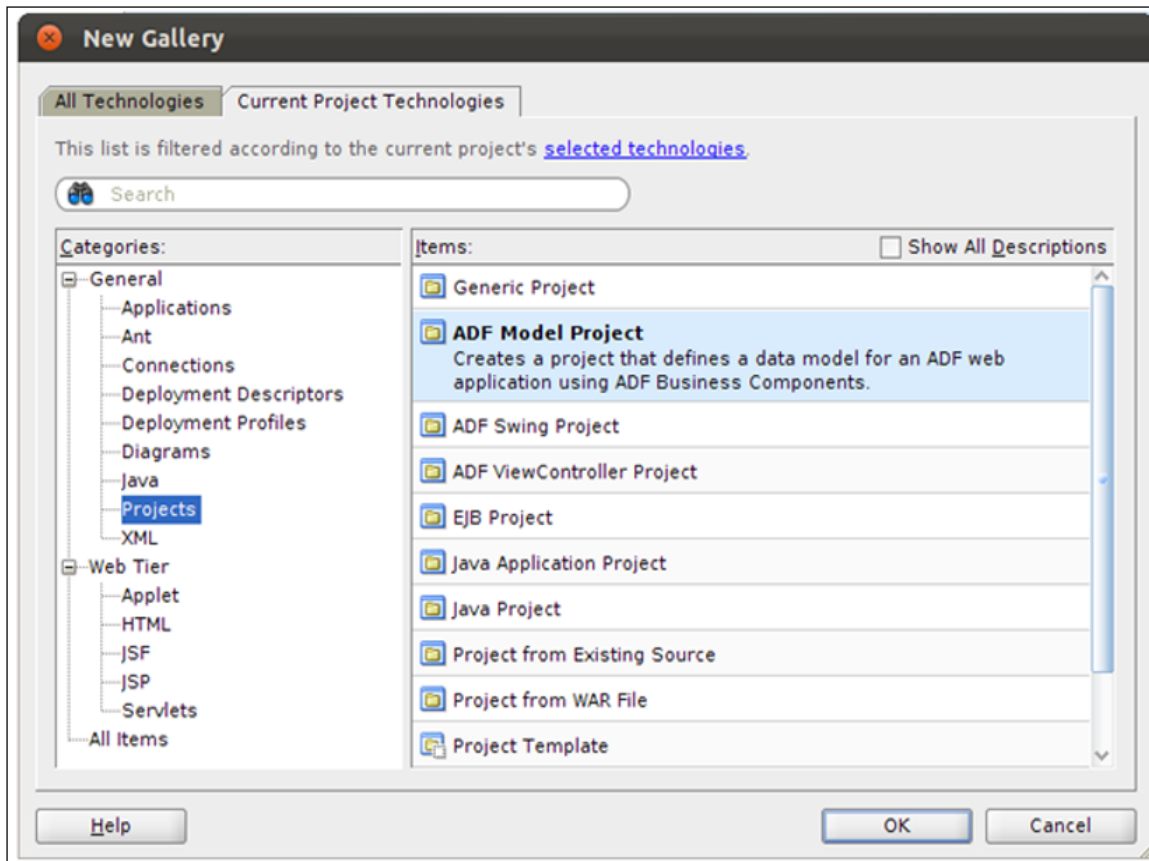 New Gallery
All Technologies
Current Project Technologies
This list is filtered according to the current project's selected technologies.
Search
Categories:
General
Applications
Ant
Connections
Deployment Descriptors
Deployment Profiles
Diagrams
Java
Projects
XML
Web Tier
Applet
HTML
JSF
JSP
Servlets
All Items
Items:
Show All Descriptions
Generic Project
ADF Model Project
Creates a project that defines a data model for an ADF web
application using ADF Business Components.
ADF Swing Project
ADF ViewController Project
EJB Project
Java Application Project
Java Project
Project from Existing Source
Project from WAR File
Project Template
Help
OK
Cancel